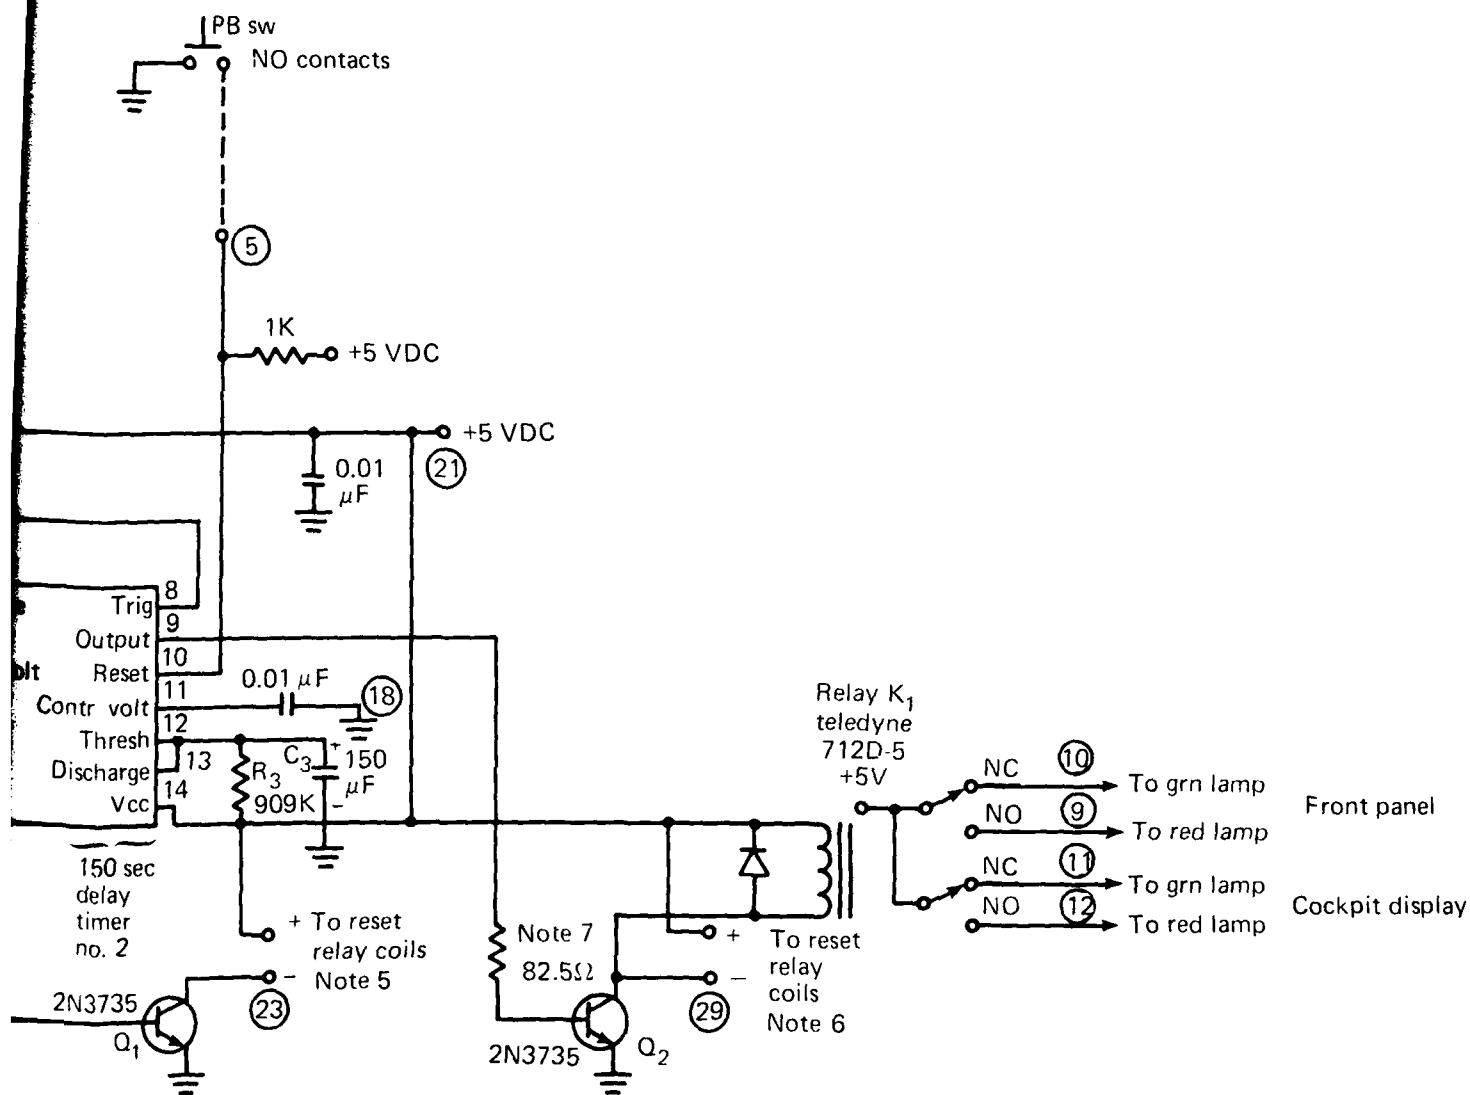 PB sw
NO contacts
5
1K
+5 VDC
+5 VDC
21
0.01
μF
8
Trig
9
Output
10
Reset
11
Contr volt
12
Thresh
13
Discharge
14
Vcc
0.01 μF
18
R3
909K
C3
+
150
μF
−
150 sec
delay
timer
no. 2
+ To reset
relay coils
Note 5
−
23
2N3735
Q1
Note 7
82.5Ω
2N3735
Q2
+
−
29
To reset
relay
coils
Note 6
Relay K1
teledyne
712D-5
+5V
NC
10
To grn lamp
NO
9
To red lamp
Front panel
NC
11
To grn lamp
NO
12
To red lamp
Cockpit display